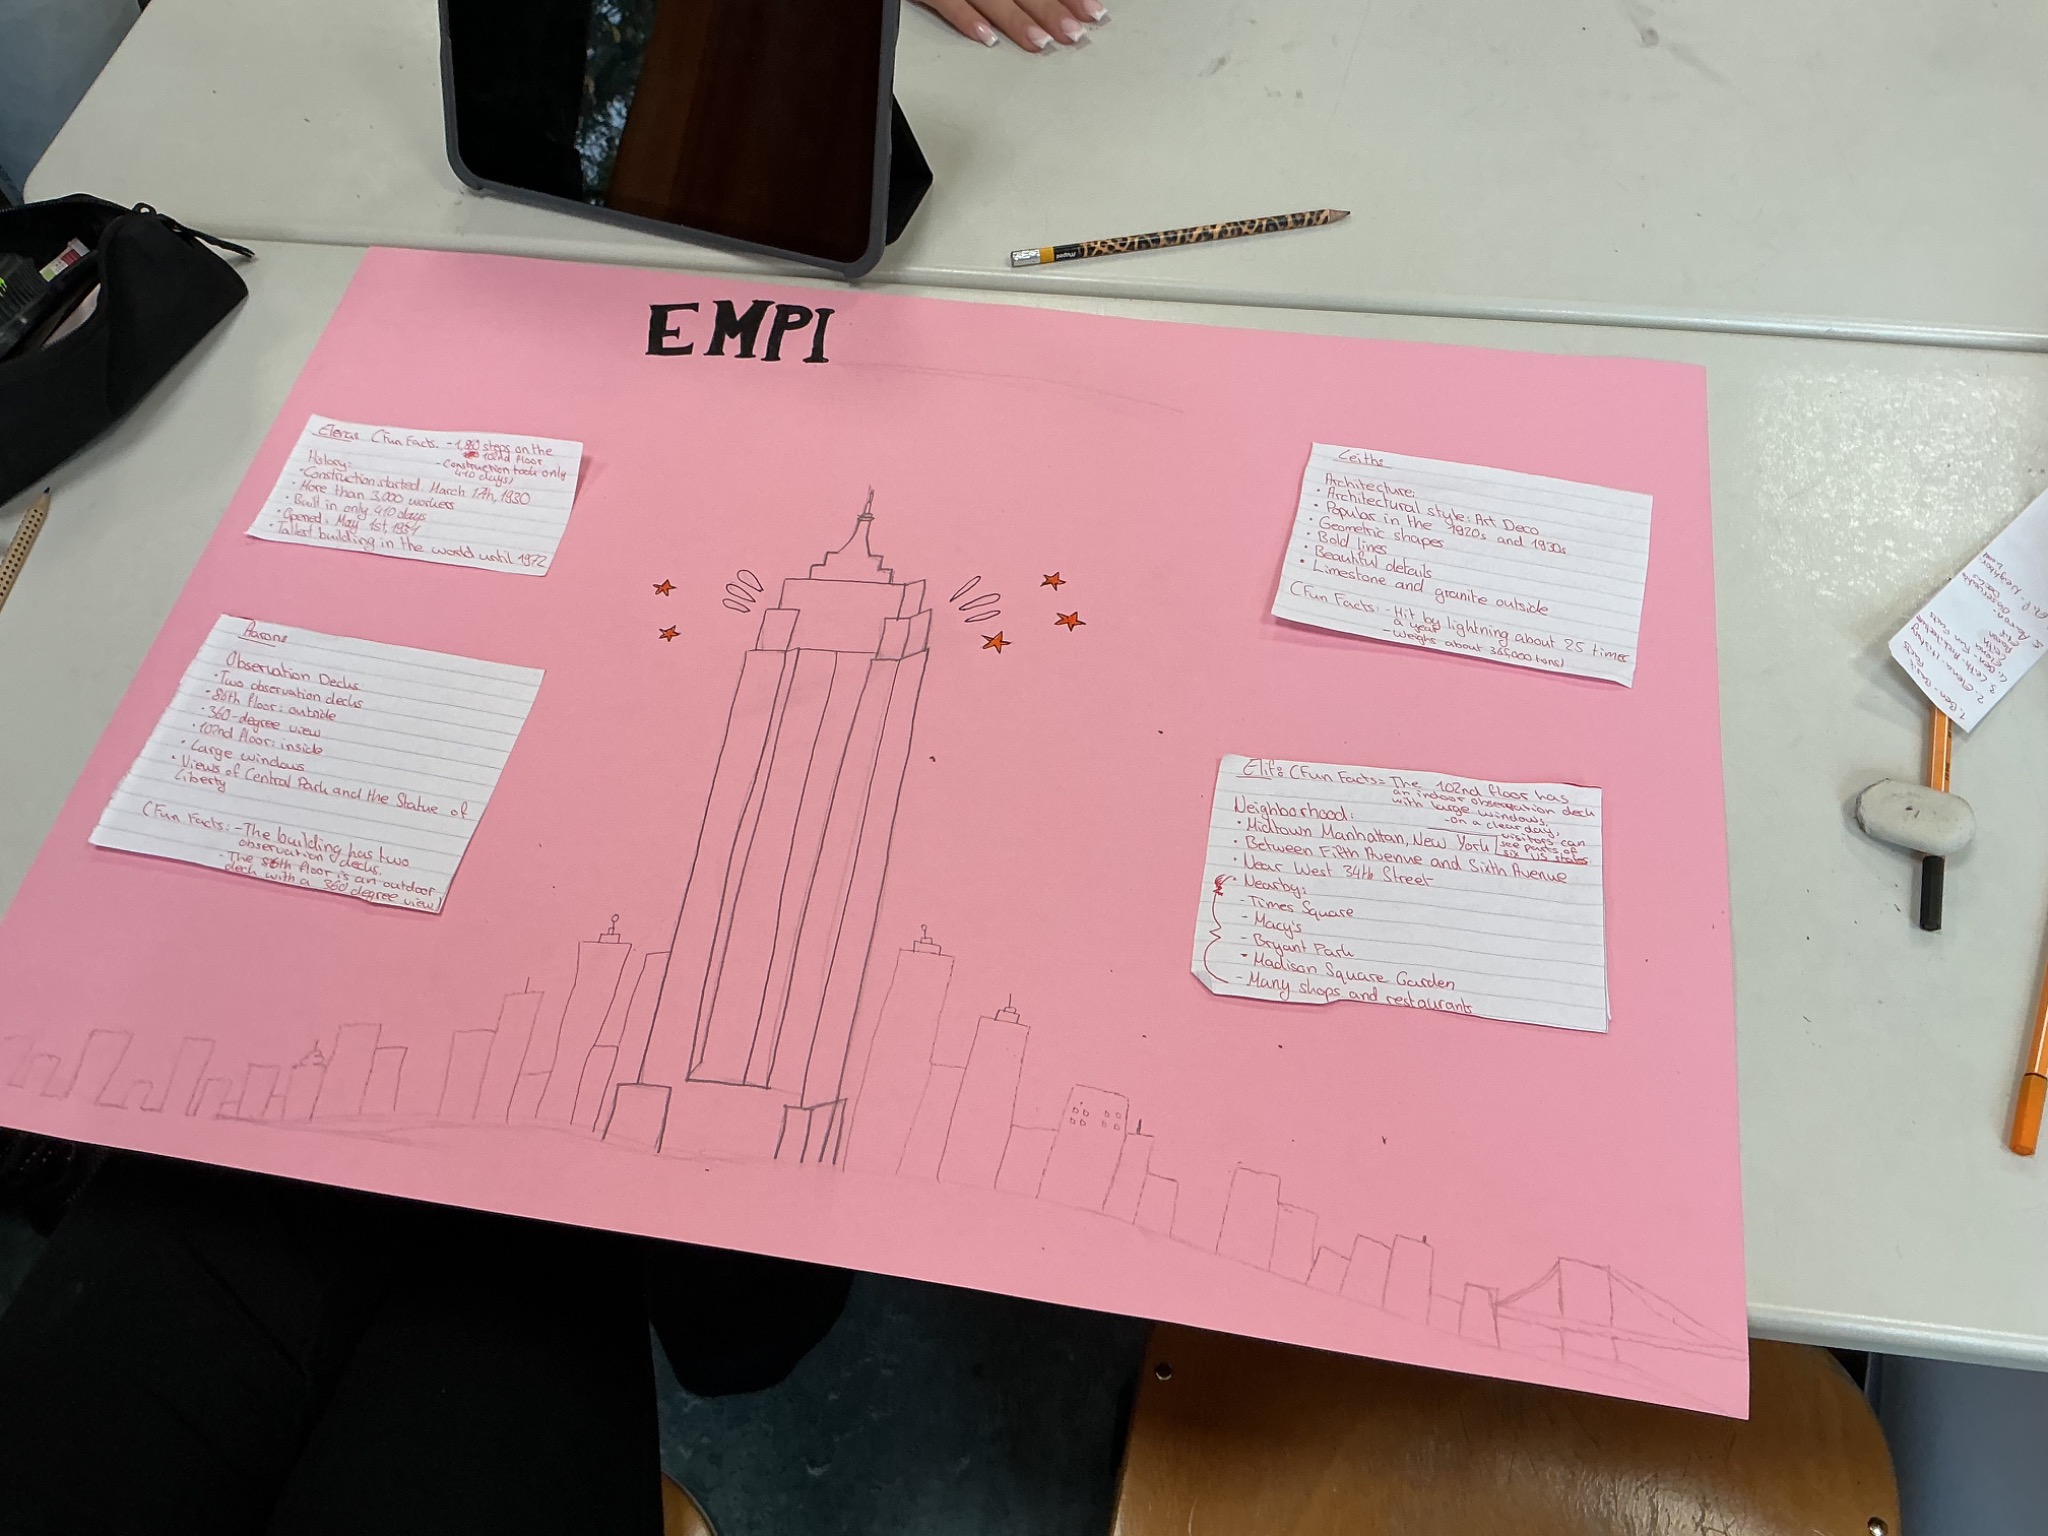 EMPI
Elena: (Fun Facts. - steps on the
102nd floor
- Construction took only
410 days)
History:
• Construction started: March 17th, 1930
• More than 3,000 workers
• Built in only 410 days
• Opened: May 1st, 1931
• Tallest building in the world until 1972
Aaron:
Observation Decks
• Two observation decks
• 86th floor: outside
• 360-degree view
• 102nd floor: inside
• Large windows
• Views of Central Park and the Statue of
Liberty
(Fun Facts: - The building has two
observation decks.
- The 86th floor is an outdoor
deck with a 360 degree view)
Leith:
Architecture:
• Architectural style: Art Deco
• Popular in the 1920s and 1930s
• Geometric shapes
• Bold lines
• Beautiful details
• Limestone and granite outside
(Fun Facts: - Hit by lightning about 25 times
a year
- Weighs about 365,000 tons)
Elif: (Fun Facts: The 102nd floor has
an indoor observation deck
with large windows.
- On a clear day,
visitors can
see parts of
six US states
Neighborhood:
• Midtown Manhattan, New York
• Between Fifth Avenue and Sixth Avenue
• Near West 34th Street
• Nearby:
- Times Square
- Macy's
- Bryant Park
- Madison Square Garden
- Many shops and restaurants